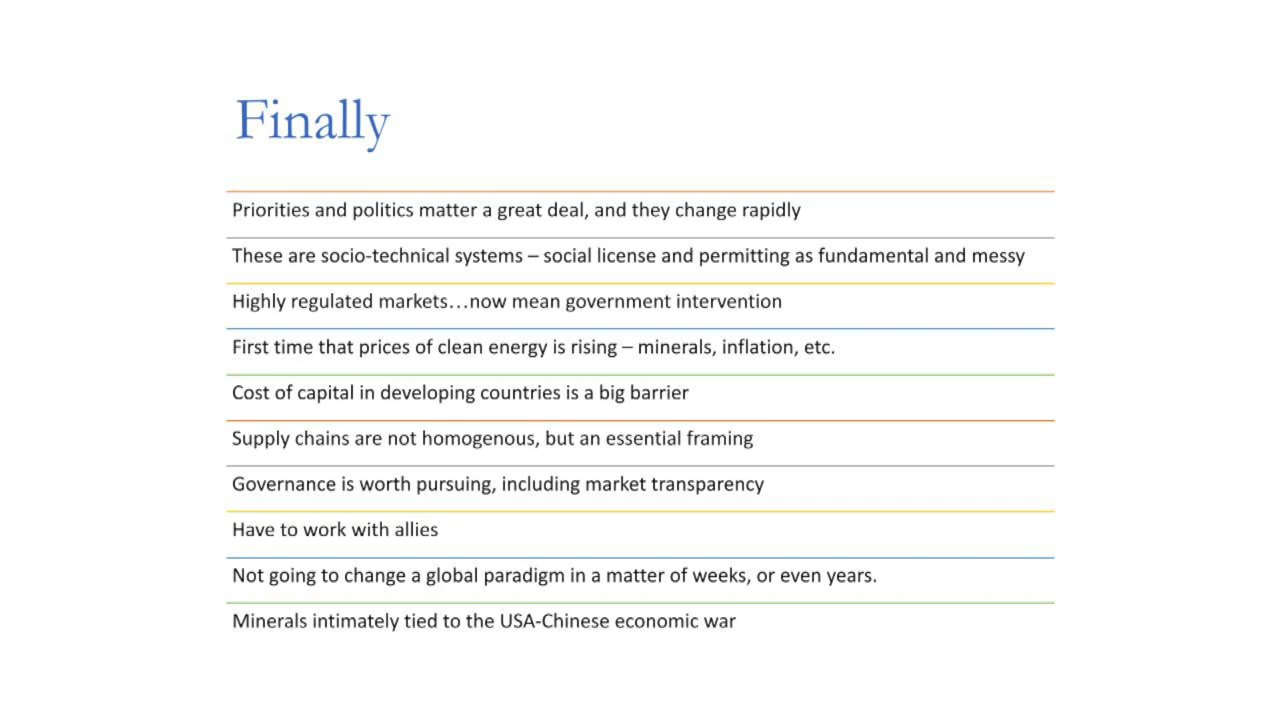 Finally
Priorities and politics matter a great deal, and they change rapidly
These are socio-technical systems – social license and permitting as fundamental and messy
Highly regulated markets…now mean government intervention
First time that prices of clean energy is rising – minerals, inflation, etc.
Cost of capital in developing countries is a big barrier
Supply chains are not homogenous, but an essential framing
Governance is worth pursuing, including market transparency
Have to work with allies
Not going to change a global paradigm in a matter of weeks, or even years.
Minerals intimately tied to the USA-Chinese economic war